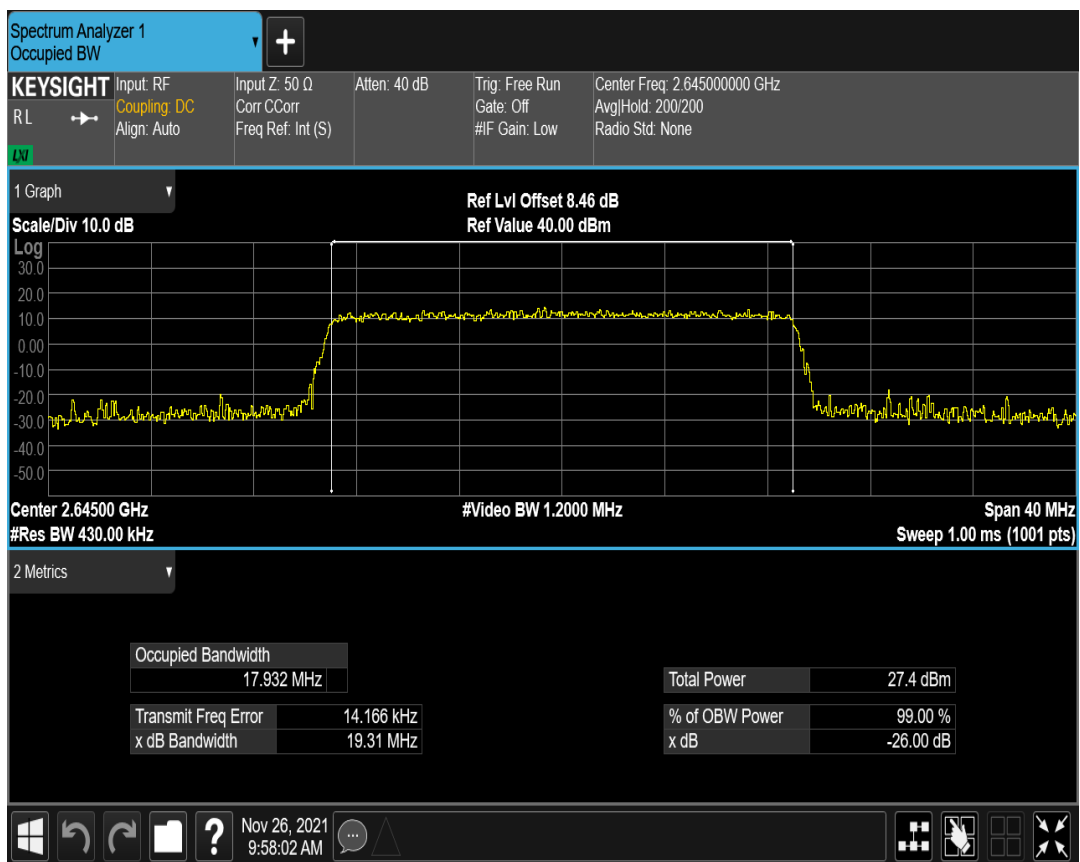 Spectrum Analyzer 1
Occupied BW
KEYSIGHT
RL
LXI
Input: RF
Coupling: DC
Align: Auto
Input Z: 50 Ω
Corr CCorr
Freq Ref: Int (S)
Atten: 40 dB
Trig: Free Run
Gate: Off
#IF Gain: Low
Center Freq: 2.645000000 GHz
Avg|Hold: 200/200
Radio Std: None
1 Graph
Scale/Div 10.0 dB
Ref Lvl Offset 8.46 dB
Ref Value 40.00 dBm
Log
30.0
20.0
10.0
0.00
-10.0
-20.0
-30.0
-40.0
-50.0
Center 2.64500 GHz
#Video BW 1.2000 MHz
Span 40 MHz
#Res BW 430.00 kHz
Sweep 1.00 ms (1001 pts)
2 Metrics
Occupied Bandwidth
17.932 MHz
Total Power 27.4 dBm
Transmit Freq Error 14.166 kHz
% of OBW Power 99.00 %
x dB Bandwidth 19.31 MHz
x dB -26.00 dB
?
Nov 26, 2021
9:58:02 AM